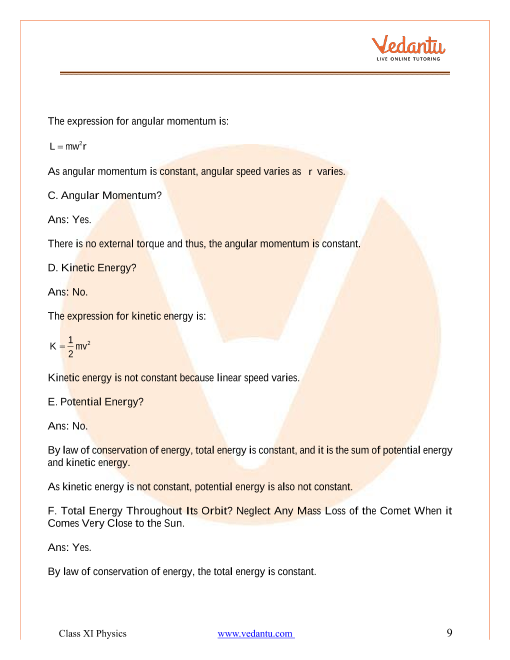 Vedantu
LIVE ONLINE TUTORING
The expression for angular momentum is:
L = mw²r
As angular momentum is constant, angular speed varies as r varies.
C. Angular Momentum?
Ans: Yes.
There is no external torque and thus, the angular momentum is constant.
D. Kinetic Energy?
Ans: No.
The expression for kinetic energy is:
K = 1/2 mv²
Kinetic energy is not constant because linear speed varies.
E. Potential Energy?
Ans: No.
By law of conservation of energy, total energy is constant, and it is the sum of potential energy
and kinetic energy.
As kinetic energy is not constant, potential energy is also not constant.
F. Total Energy Throughout Its Orbit? Neglect Any Mass Loss of the Comet When it
Comes Very Close to the Sun.
Ans: Yes.
By law of conservation of energy, the total energy is constant.
Class XI Physics www.vedantu.com 9